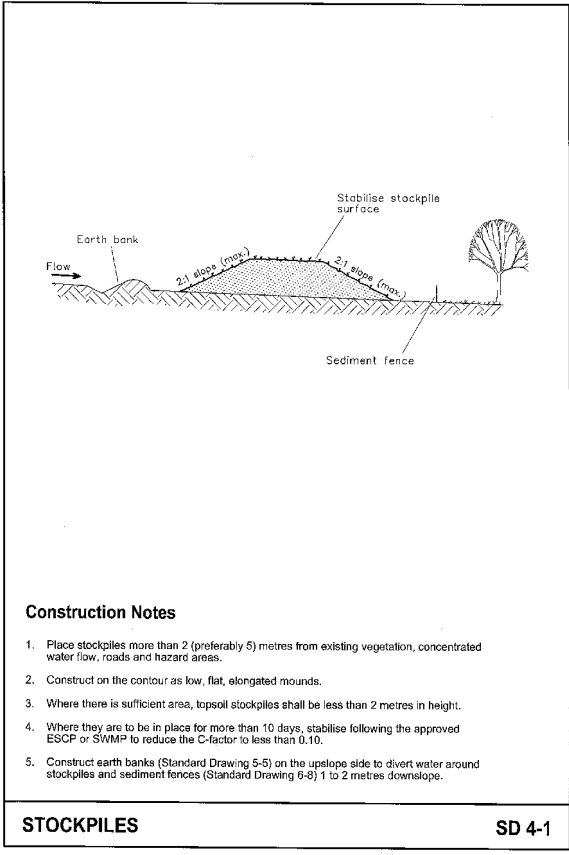 Stabilise stockpile
surface
Earth bank
Flow
2:1 slope (max.)
2:1 slope (max.)
Sediment fence
Construction Notes
1. Place stockpiles more than 2 (preferably 5) metres from existing vegetation, concentrated
water flow, roads and hazard areas.
2. Construct on the contour as low, flat, elongated mounds.
3. Where there is sufficient area, topsoil stockpiles shall be less than 2 metres in height.
4. Where they are to be in place for more than 10 days, stabilise following the approved
ESCP or SWMP to reduce the C-factor to less than 0.10.
5. Construct earth banks (Standard Drawing 5-5) on the upslope side to divert water around
stockpiles and sediment fences (Standard Drawing 6-8) 1 to 2 metres downslope.
STOCKPILES SD 4-1